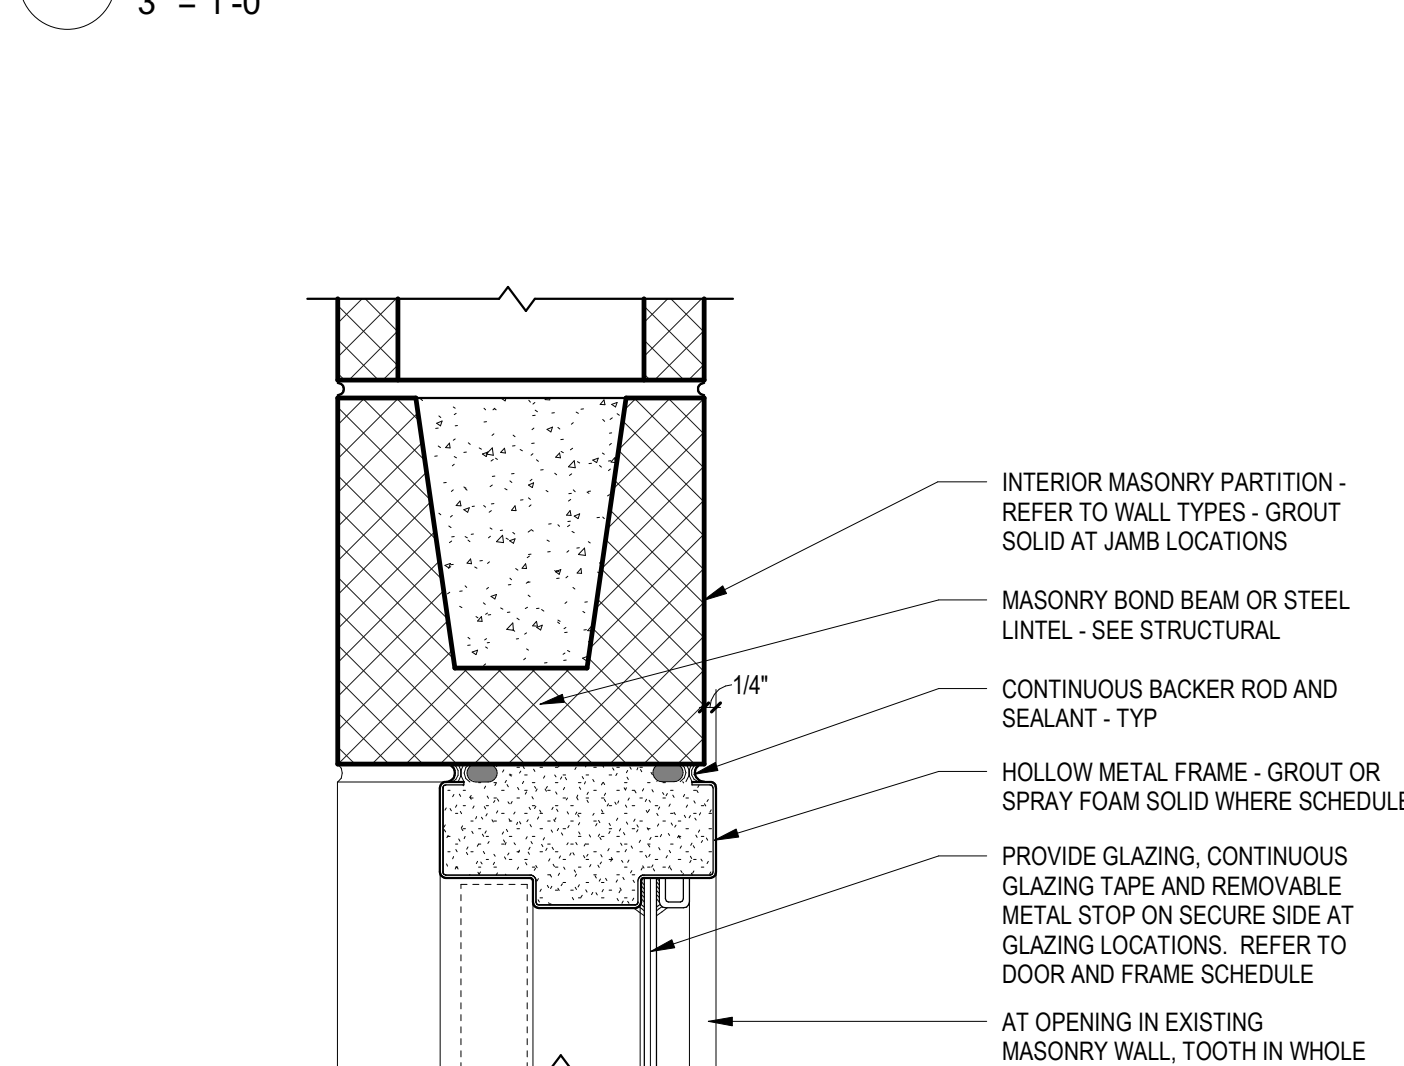 3" = 1'-0"
INTERIOR MASONRY PARTITION -
REFER TO WALL TYPES - GROUT
SOLID AT JAMB LOCATIONS
MASONRY BOND BEAM OR STEEL
LINTEL - SEE STRUCTURAL
1/4"
CONTINUOUS BACKER ROD AND
SEALANT - TYP
HOLLOW METAL FRAME - GROUT OR
SPRAY FOAM SOLID WHERE SCHEDULE
PROVIDE GLAZING, CONTINUOUS
GLAZING TAPE AND REMOVABLE
METAL STOP ON SECURE SIDE AT
GLAZING LOCATIONS.  REFER TO
DOOR AND FRAME SCHEDULE
AT OPENING IN EXISTING
MASONRY WALL, TOOTH IN WHOLE